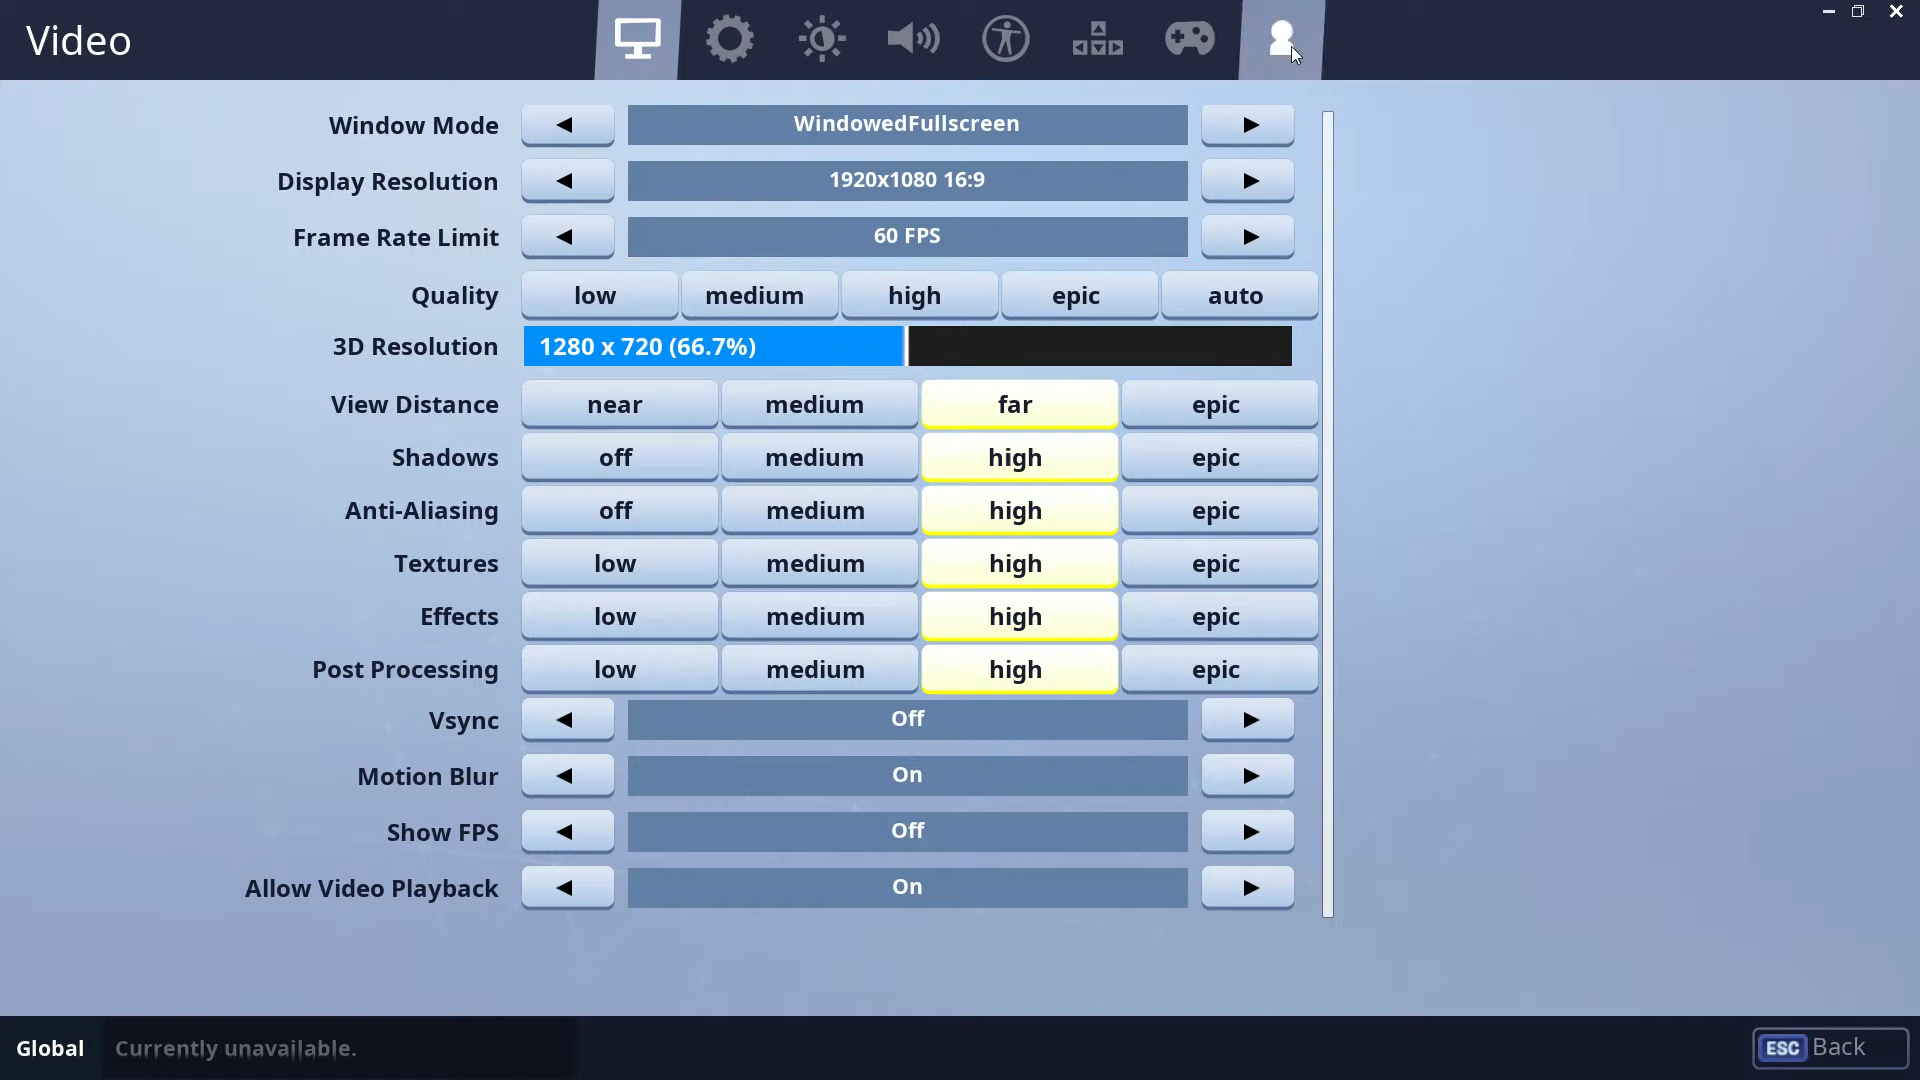 Video
Window Mode WindowedFullscreen
Display Resolution 1920x1080 16:9
Frame Rate Limit 60 FPS
Quality low medium high epic auto
3D Resolution 1280 x 720 (66.7%)
View Distance near medium far epic
Shadows off medium high epic
Anti-Aliasing off medium high epic
Textures low medium high epic
Effects low medium high epic
Post Processing low medium high epic
Vsync Off
Motion Blur On
Show FPS Off
Allow Video Playback On
Global Currently unavailable. ESC Back